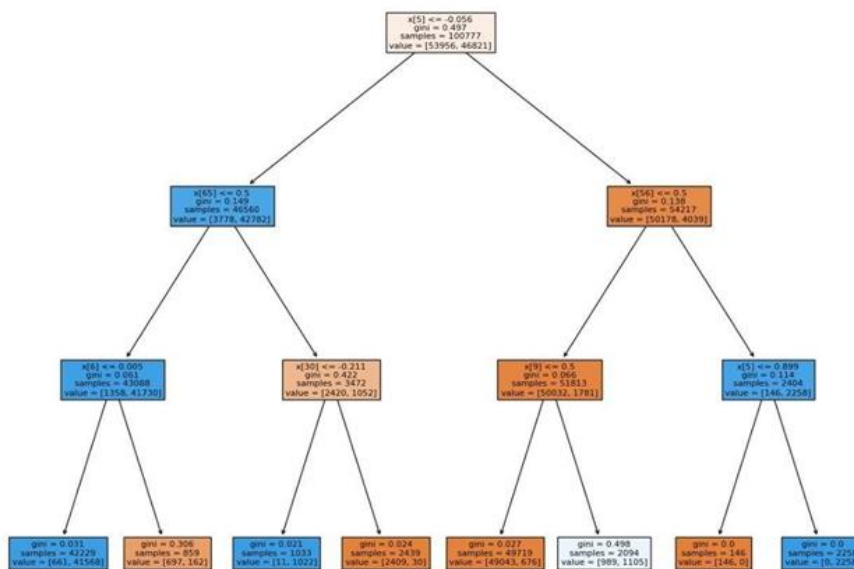 x[5] <= -0.056
gini = 0.497
samples = 100777
value = [53956, 46821]
x[65] <= 0.5
gini = 0.149
samples = 46560
value = [3778, 42782]
x[56] <= 0.5
gini = 0.138
samples = 54217
value = [50178, 4039]
x[6] <= 0.005
gini = 0.061
samples = 43088
value = [1358, 41730]
x[30] <= -0.211
gini = 0.422
samples = 3472
value = [2420, 1052]
x[9] <= 0.5
gini = 0.066
samples = 51813
value = [50032, 1781]
x[5] <= 0.899
gini = 0.114
samples = 2404
value = [146, 2258]
gini = 0.031
samples = 42229
value = [661, 41568]
gini = 0.306
samples = 859
value = [697, 162]
gini = 0.021
samples = 1033
value = [11, 1022]
gini = 0.024
samples = 2439
value = [2409, 30]
gini = 0.027
samples = 49719
value = [49043, 676]
gini = 0.498
samples = 2094
value = [989, 1105]
gini = 0.0
samples = 146
value = [146, 0]
gini = 0.0
samples = 2258
value = [0, 2258]